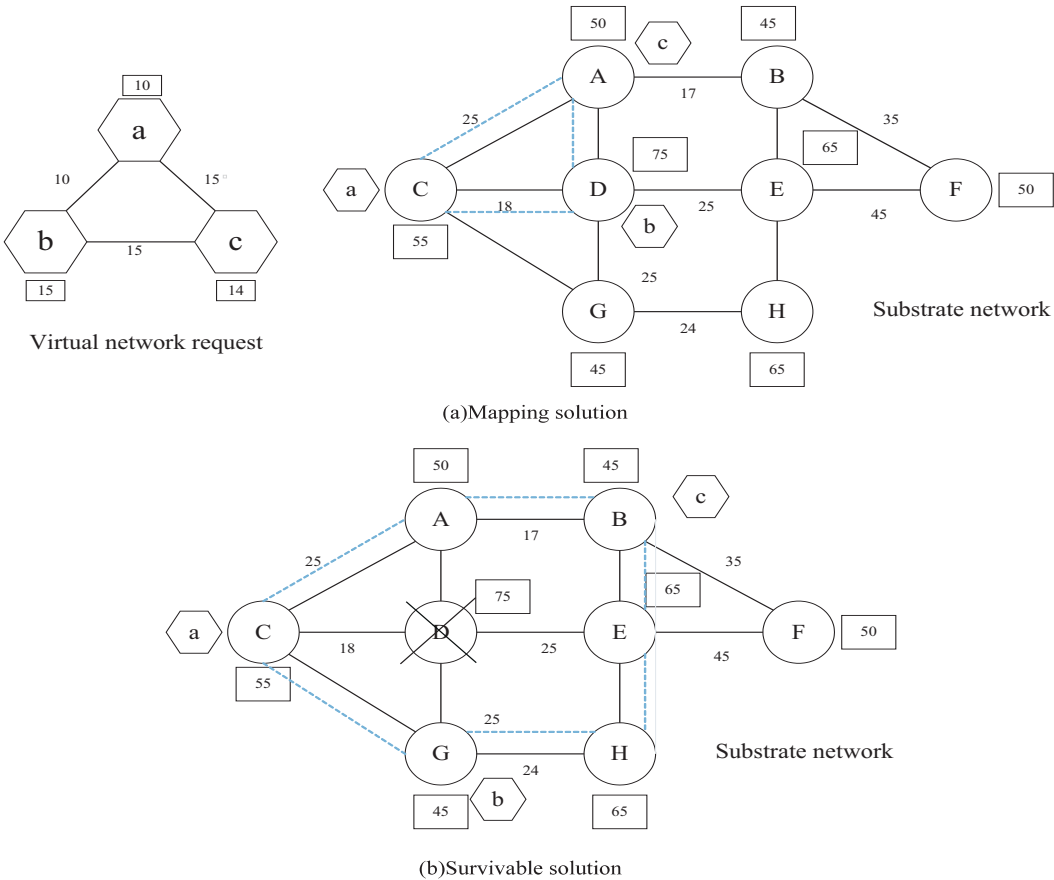 50
45
c
A
B
17
10
a
25
35
75
65
10
15°
a
C
D
E
F
50
18
25
45
b
c
15
b
55
15
14
25
G
H
24
Substrate network
Virtual network request
45
65
(a)Mapping solution
50
45
c
A
B
17
25
35
75
65
a
C
D
E
F
50
18
25
45
55
25
G
H
Substrate network
24
b
45
65
(b)Survivable solution